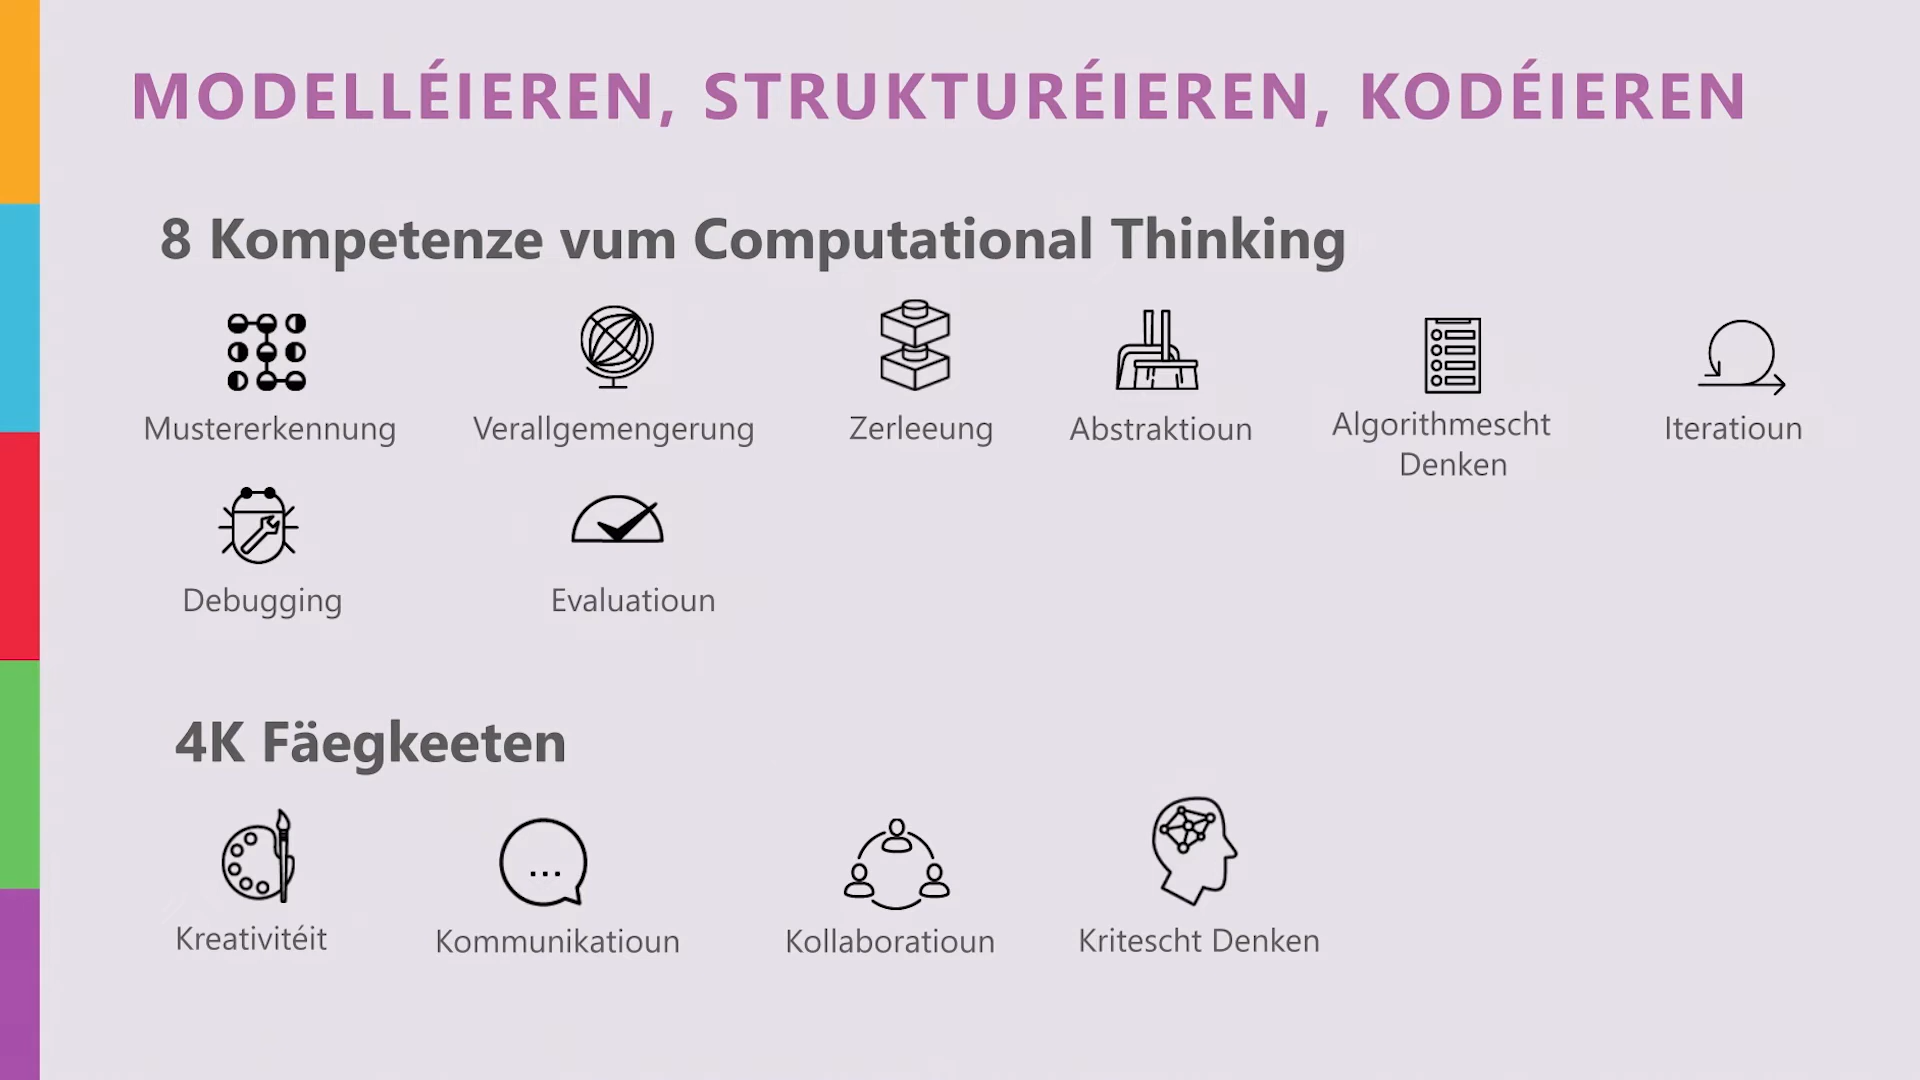 MODELLÉIEREN, STRUKTURÉIEREN, KODÉIEREN
8 Kompetenze vum Computational Thinking
Mustererkennung
Verallgemengerung
Zerleeung
Abstraktioun
Algorithmescht
Denken
Iteratioun
Debugging
Evaluatioun
4K Fäegkeeten
Kreativitéit
Kommunikatioun
Kollaboratioun
Kritescht Denken